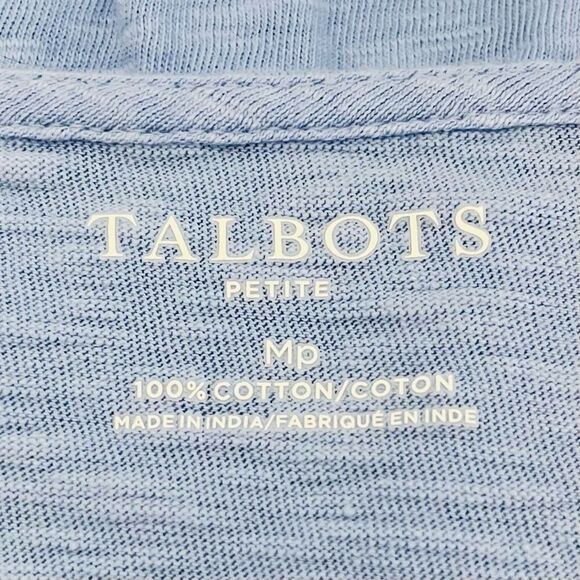 TALBOTS
PETITE
Mp
100% COTTON/COTON
MADE IN INDIA/FABRIQUÉ EN INDE